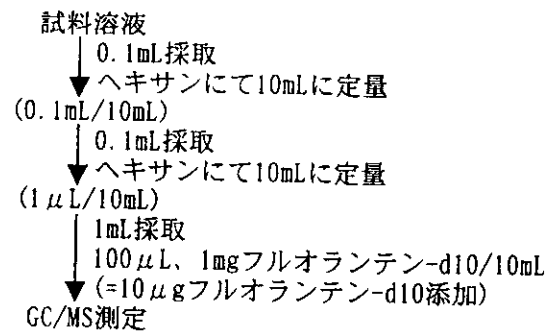 試料溶液
0.1mL採取
ヘキサンにて10mLに定量
(0.1mL/10mL)
0.1mL採取
ヘキサンにて10mLに定量
(1μL/10mL)
1mL採取
100μL、1mgフルオランテン-d10/10mL
(=10μgフルオランテン-d10添加)
GC/MS測定